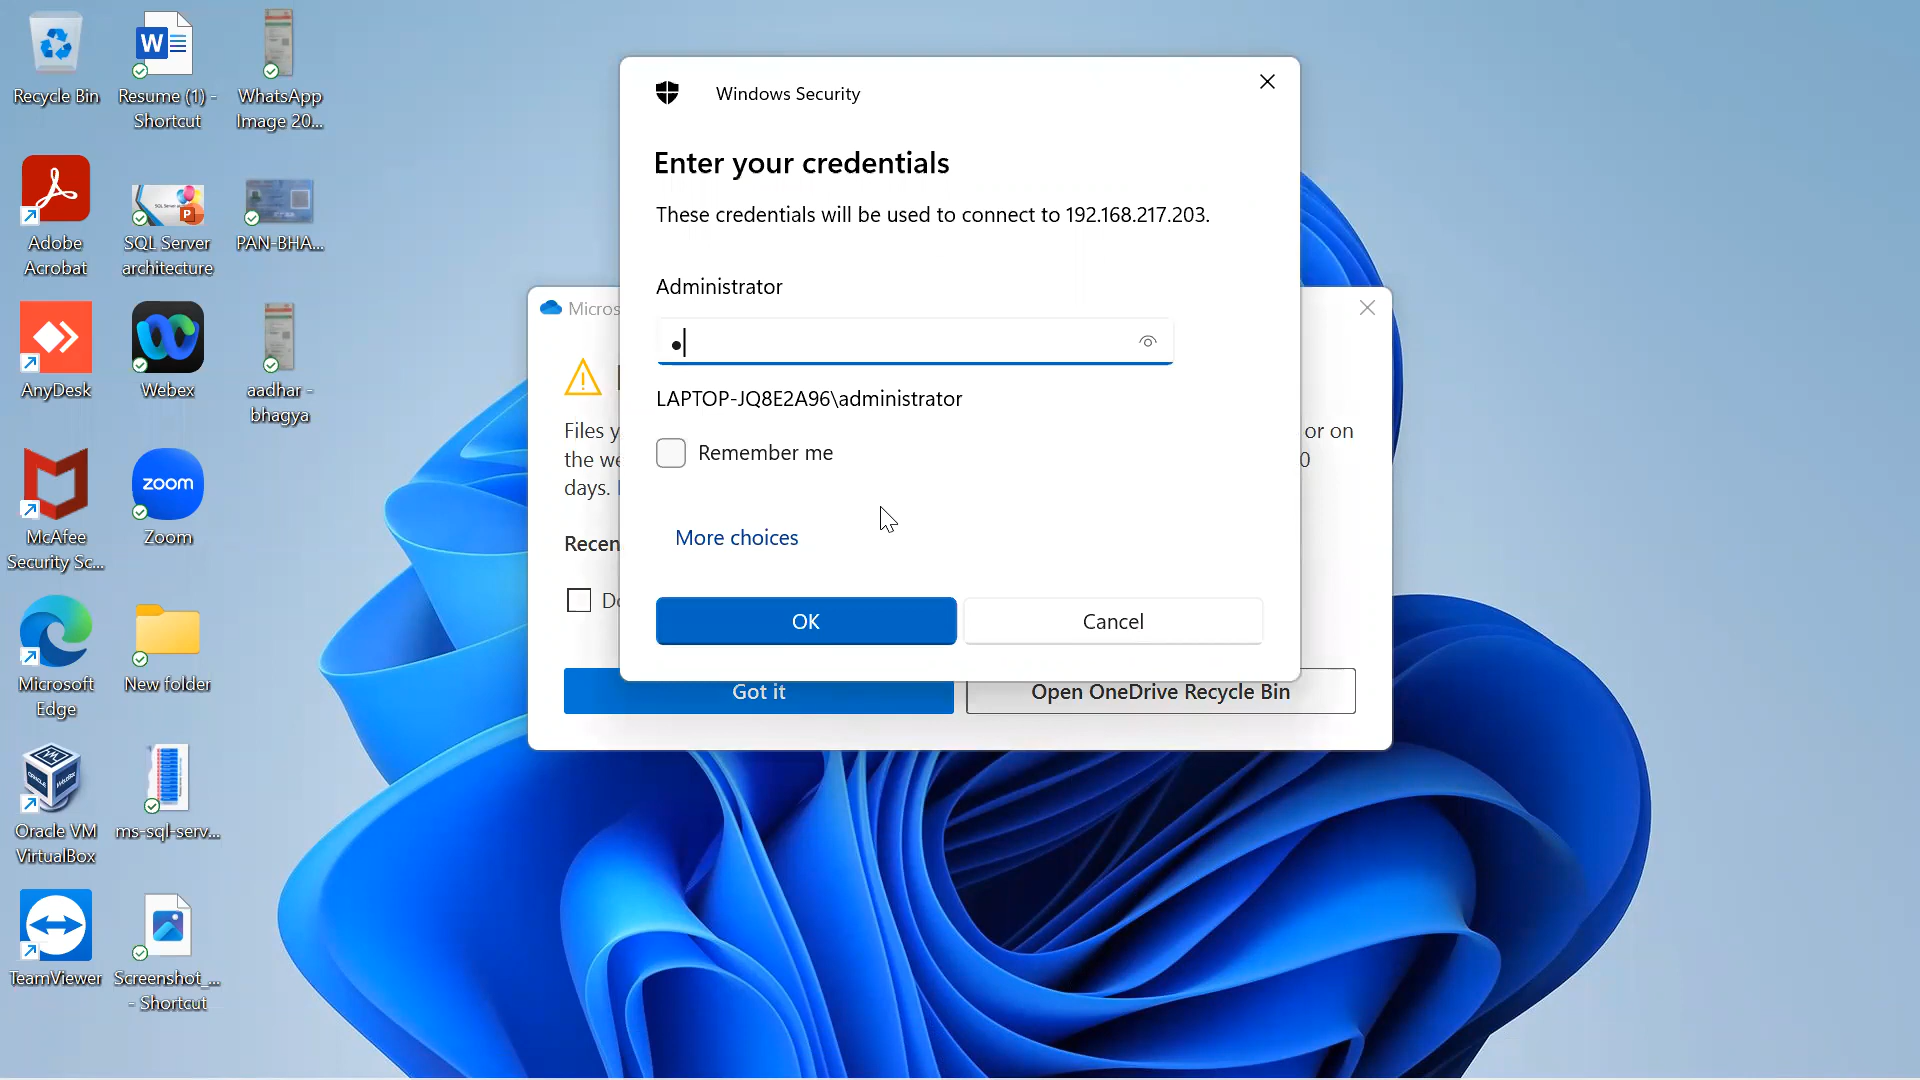 Recycle Bin
Resume (1) -
Shortcut
WhatsApp
Image 20...
Adobe
Acrobat
SQL Server
architecture
PAN-BHA...
AnyDesk
Webex
aadhar -
bhagya
McAfee
Security Sc...
zoom
Zoom
Microsoft
Edge
New folder
Oracle VM
VirtualBox
ms-sql-serv...
TeamViewer
Screenshot_...
- Shortcut
Windows Security
Enter your credentials
These credentials will be used to connect to 192.168.217.203.
Administrator
LAPTOP-JQ8E2A96\administrator
Remember me
More choices
OK
Cancel
Micros
Files y
or on
the we
0
days.
Recen
Do
Got it
Open OneDrive Recycle Bin